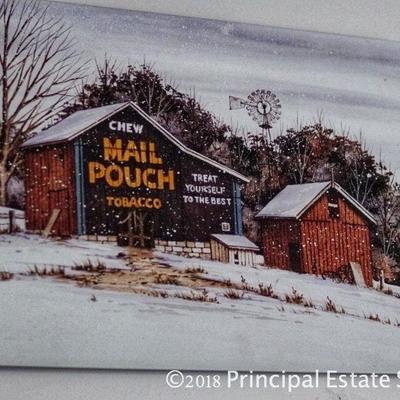 CHEW
MAIL
POUCH
TOBACCO
TREAT
YOURSELF
TO THE BEST
©2018 Principal Estate S